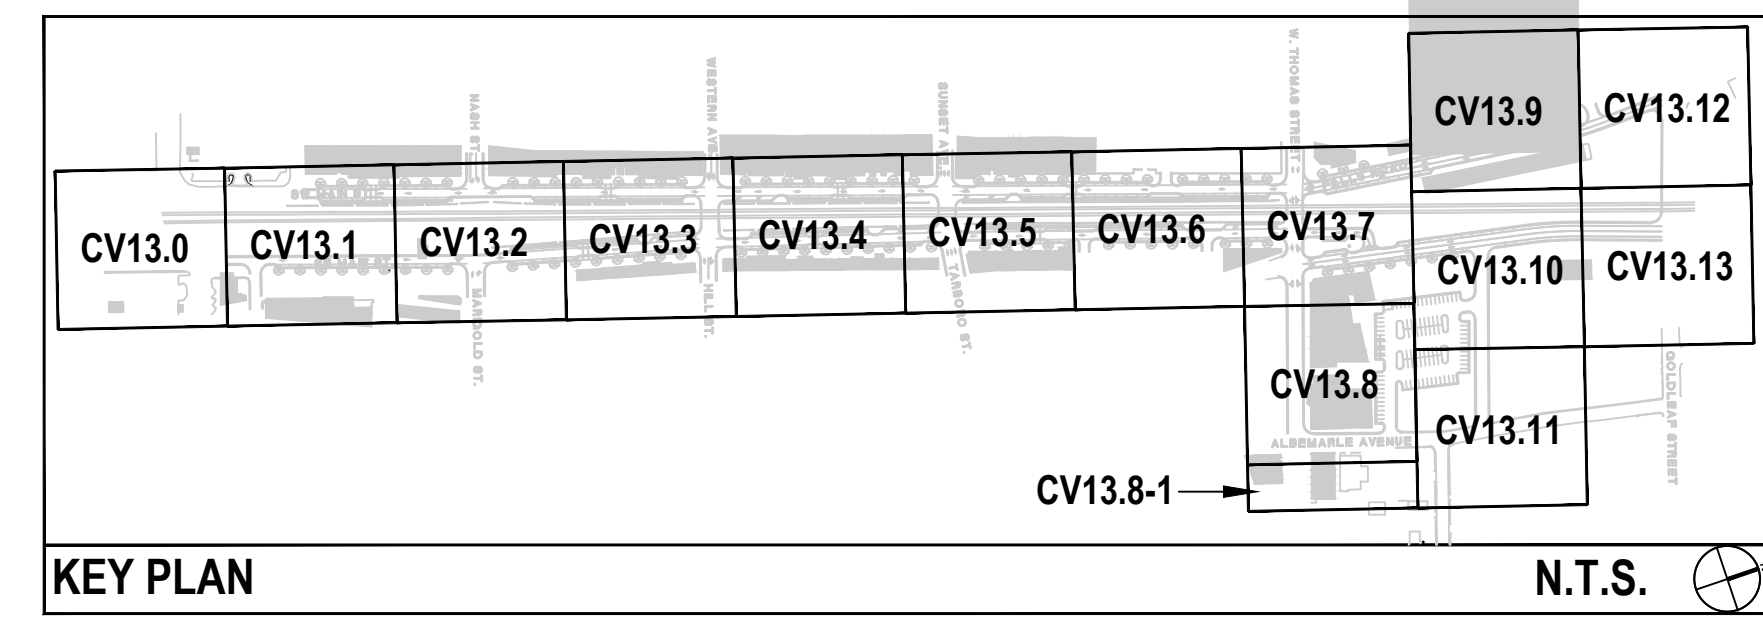 NASH ST.
WESTERN AVE.
SUNSET AVE.
W. THOMAS STREET
CV13.9
CV13.12
CV13.0
CV13.1
CV13.2
CV13.3
CV13.4
CV13.5
CV13.6
CV13.7
CV13.10
CV13.13
MARIGOLD ST.
HILL ST.
TARBORO ST.
CV13.8
CV13.11
GOLDLEAF STREET
ALBEMARLE AVENUE
CV13.8-1
KEY PLAN
N.T.S.